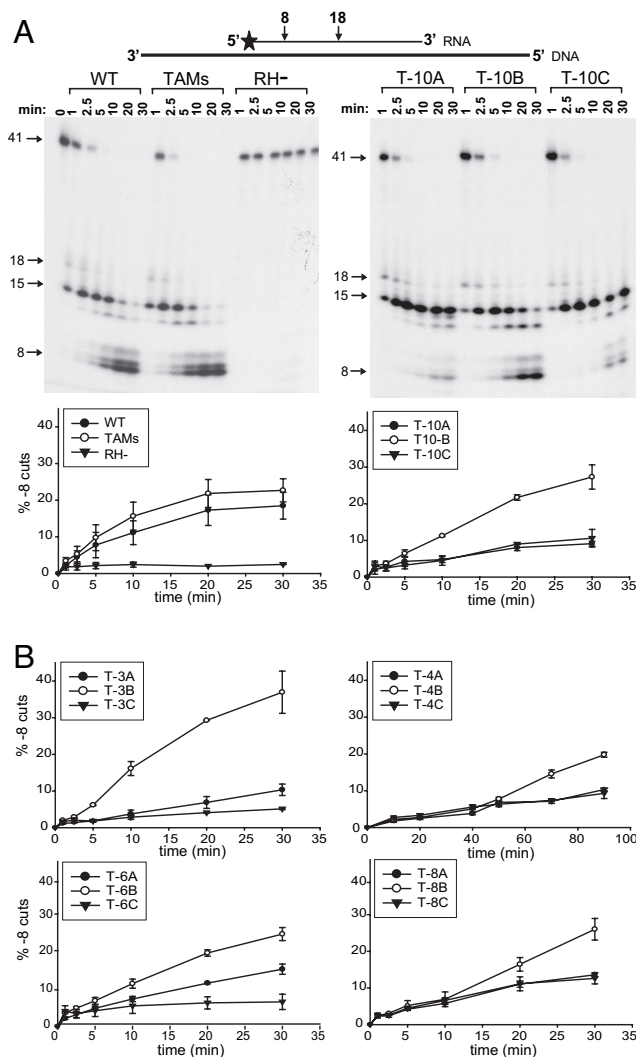 A
8 18
5' 3' RNA
3' 5' DNA
WT TAMs RH-
min: 0 1 2.5 5 10 20 30 1 2.5 5 10 20 30 1 2.5 5 10 20 30
41
18
15
8
T-10A T-10B T-10C
min: 1 2.5 5 10 20 30 1 2.5 5 10 20 30 1 2.5 5 10 20 30
41
18
15
8
WT
TAMs
RH-
% -8 cuts
40
30
20
10
0
0 5 10 15 20 25 30 35
time (min)
T-10A
T10-B
T-10C
30
20
10
0
0 5 10 15 20 25 30 35
time (min)
B
T-3A
T-3B
T-3C
% -8 cuts
40
30
20
10
0
0 5 10 15 20 25 30 35
time (min)
T-4A
T-4B
T-4C
40
30
20
10
0
0 20 40 60 80 100
time (min)
T-6A
T-6B
T-6C
% -8 cuts
40
30
20
10
0
0 5 10 15 20 25 30 35
time (min)
T-8A
T-8B
T-8C
40
30
20
10
0
0 5 10 15 20 25 30 35
time (min)